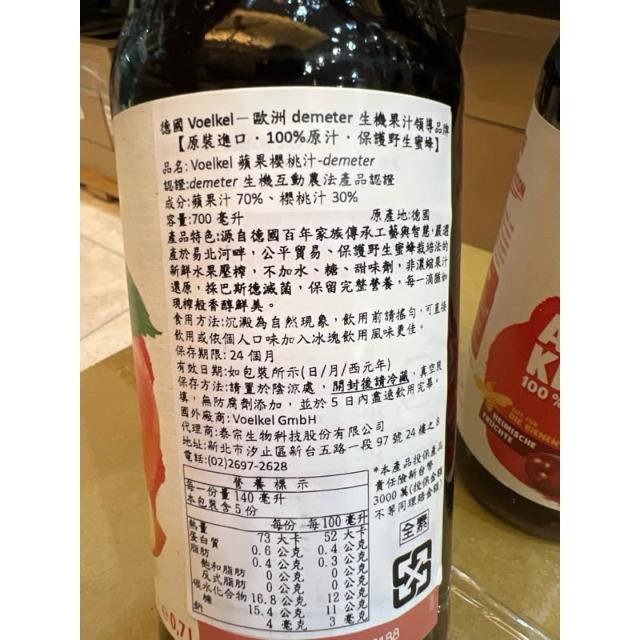 德國 Voelkel－歐洲 demeter 生機果汁領導品牌
【原裝進口．100%原汁．保護野生蜜蜂】
品名: Voelkel 蘋果櫻桃汁-demeter
認證:demeter 生機互動農法產品認證
成分:蘋果汁 70%、櫻桃汁 30%
容量:700 毫升 原產地:德國
產品特色:源自德國百年家族傳承工藝與智慧,嚴選
產於易北河畔，公平貿易、保護野生蜜蜂栽培法的
新鮮水果壓榨，不加水、糖、甜味劑，非濃縮果汁
還原，採巴斯德滅菌，保留完整營養，每一滴猶如
現榨般香醇鮮美。
食用方法:沉澱為自然現象，飲用前請搖勻，可直接
飲用或依個人口味加入冰塊飲用風味更佳。
保存期限: 24 個月
有效日期:如包裝所示(日/月/西元年)
保存方法:請置於陰涼處，開封後請冷藏，真空裝
填，無防腐劑添加，並於 5 日內盡速飲用完畢。
國外廠商: Voelkel GmbH
代理商:泰宗生物科技股份有限公司
地址:新北市汐止區新台五路一段 97 號 24 樓之 8
電話:(02)2697-2628
營養標示
每一份量 140 毫升
本包裝含 5 份
每份 每 100 毫升
熱量 73 大卡 52 大卡
蛋白質 0.6 公克 0.4 公克
脂肪 0.4 公克 0.3 公克
飽和脂肪 0 公克 0 公克
反式脂肪 0 公克 0 公克
碳水化合物 16.8 公克 12 公克
糖 15.4 公克 11 公克
鈉 4 毫克 3 毫克
*本產品投保產品
責任險新台幣
3000 萬(投保金額
不等同理賠金額)
全素
e 0,7 l
100 %
DIE BIENEN
HEIMISCHE
FRÜCHTE